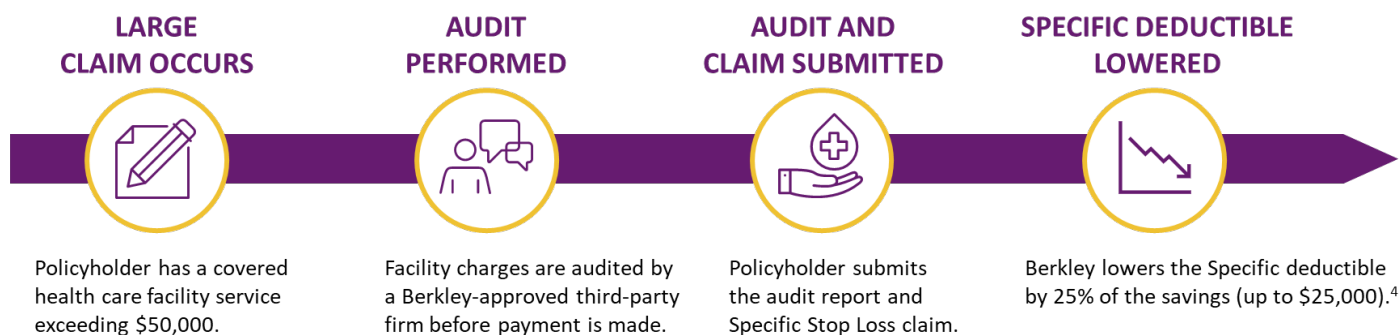 LARGE
CLAIM OCCURS
AUDIT
PERFORMED
AUDIT AND
CLAIM SUBMITTED
SPECIFIC DEDUCTIBLE
LOWERED
Policyholder has a covered
health care facility service
exceeding $50,000.
Facility charges are audited by
a Berkley-approved third-party
firm before payment is made.
Policyholder submits
the audit report and
Specific Stop Loss claim.
Berkley lowers the Specific deductible
by 25% of the savings (up to $25,000).4